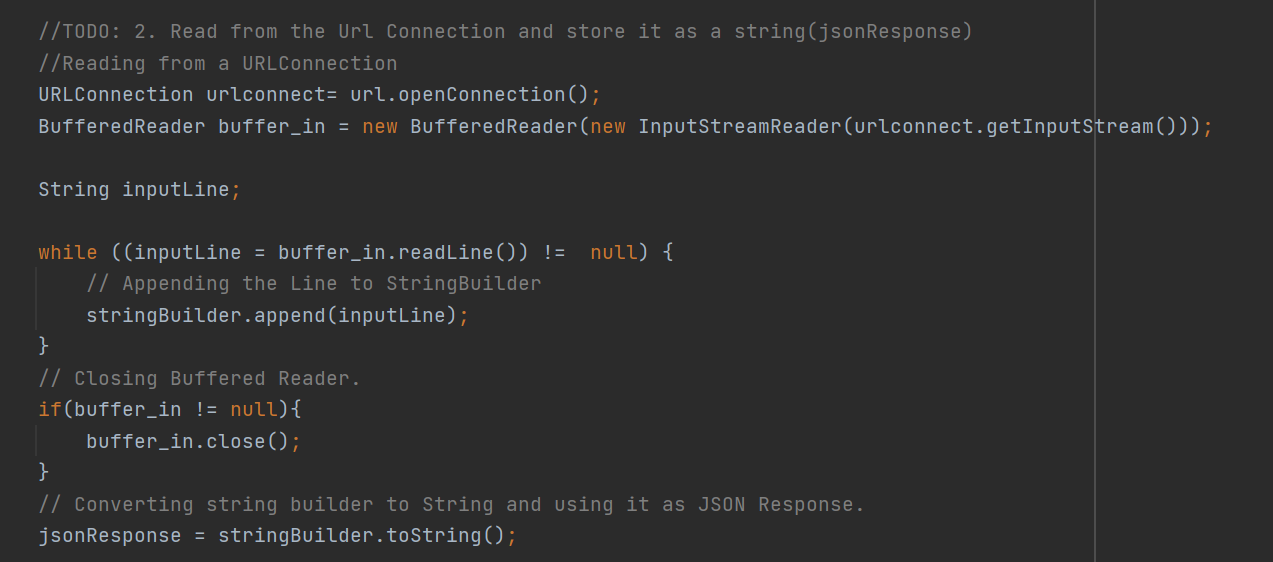 //TODO: 2. Read from the Url Connection and store it as a string(jsonResponse)
//Reading from a URLConnection
URLConnection urlconnect= url.openConnection();
BufferedReader buffer_in = new BufferedReader(new InputStreamReader(urlconnect.getInputStream()));
String inputLine;
while ((inputLine = buffer_in.readLine()) !=  null) {
    // Appending the Line to StringBuilder
    stringBuilder.append(inputLine);
}
// Closing Buffered Reader.
if(buffer_in != null){
    buffer_in.close();
}
// Converting string builder to String and using it as JSON Response.
jsonResponse = stringBuilder.toString();